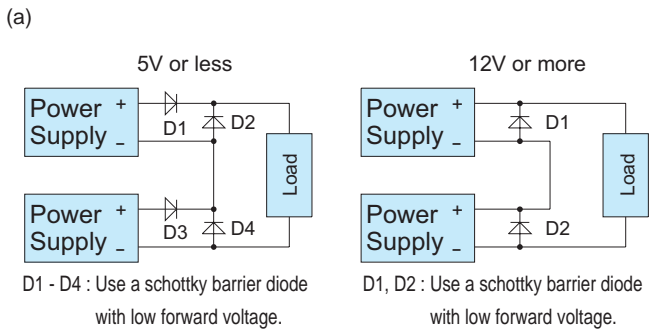 (a)
5V or less
Power +
Supply –
D1
D2
Power +
Supply –
D3
D4
Load
D1 - D4 : Use a schottky barrier diode
with low forward voltage.
12V or more
Power +
Supply –
D1
Power +
Supply –
D2
Load
D1, D2 : Use a schottky barrier diode
with low forward voltage.